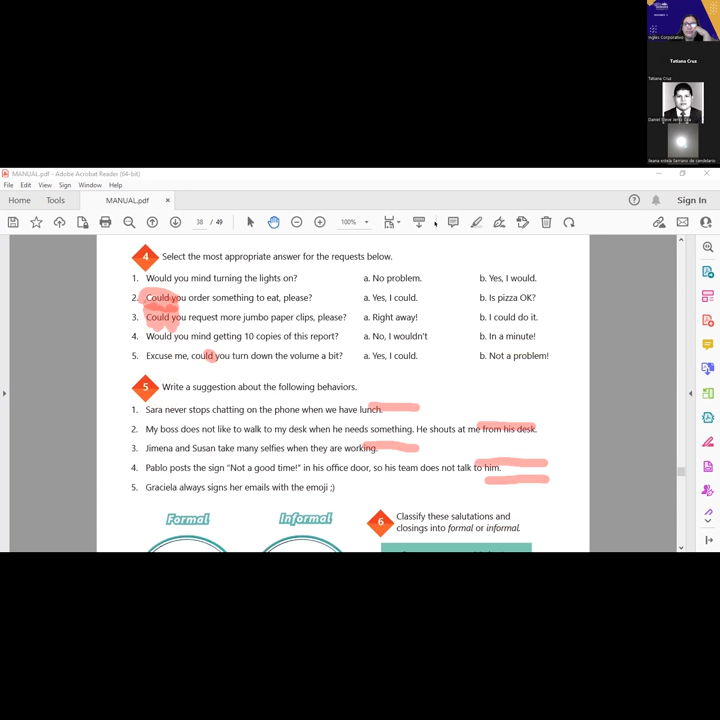 Inglés Corporativo
Tatiana Cruz
Tatiana Cruz
MANUAL.pdf - Adobe Acrobat Reader (64-bit)
File Edit View Sign Window Help
Home Tools MANUAL.pdf × Sign In
38 / 49 100%
4 Select the most appropriate answer for the requests below.
1. Would you mind turning the lights on? a. No problem. b. Yes, I would.
2. Could you order something to eat, please? a. Yes, I could. b. Is pizza OK?
3. Could you request more jumbo paper clips, please? a. Right away! b. I could do it.
4. Would you mind getting 10 copies of this report? a. No, I wouldn't b. In a minute!
5. Excuse me, could you turn down the volume a bit? a. Yes, I could. b. Not a problem!
5 Write a suggestion about the following behaviors.
1. Sara never stops chatting on the phone when we have lunch.
2. My boss does not like to walk to my desk when he needs something. He shouts at me from his desk.
3. Jimena and Susan take many selfies when they are working.
4. Pablo posts the sign “Not a good time!” in his office door, so his team does not talk to him.
5. Graciela always signs her emails with the emoji ;)
Formal Informal
6 Classify these salutations and
closings into formal or informal.